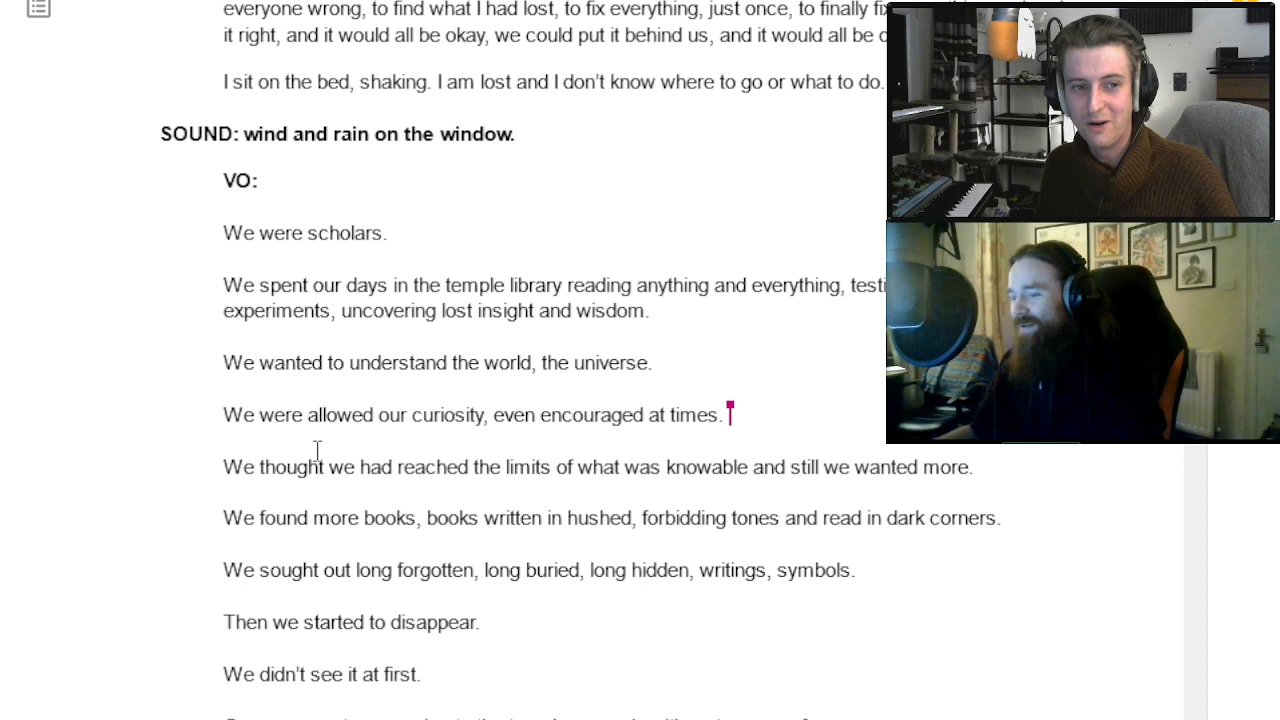 everyone wrong, to find what I had lost, to fix everything, just once, to finally fix
it right, and it would all be okay, we could put it behind us, and it would all be
I sit on the bed, shaking. I am lost and I don't know where to go or what to do.
SOUND: wind and rain on the window.
VO:
We were scholars.
We spent our days in the temple library reading anything and everything, testi
experiments, uncovering lost insight and wisdom.
We wanted to understand the world, the universe.
We were allowed our curiosity, even encouraged at times.
We thought we had reached the limits of what was knowable and still we wanted more.
We found more books, books written in hushed, forbidding tones and read in dark corners.
We sought out long forgotten, long buried, long hidden, writings, symbols.
Then we started to disappear.
We didn't see it at first.